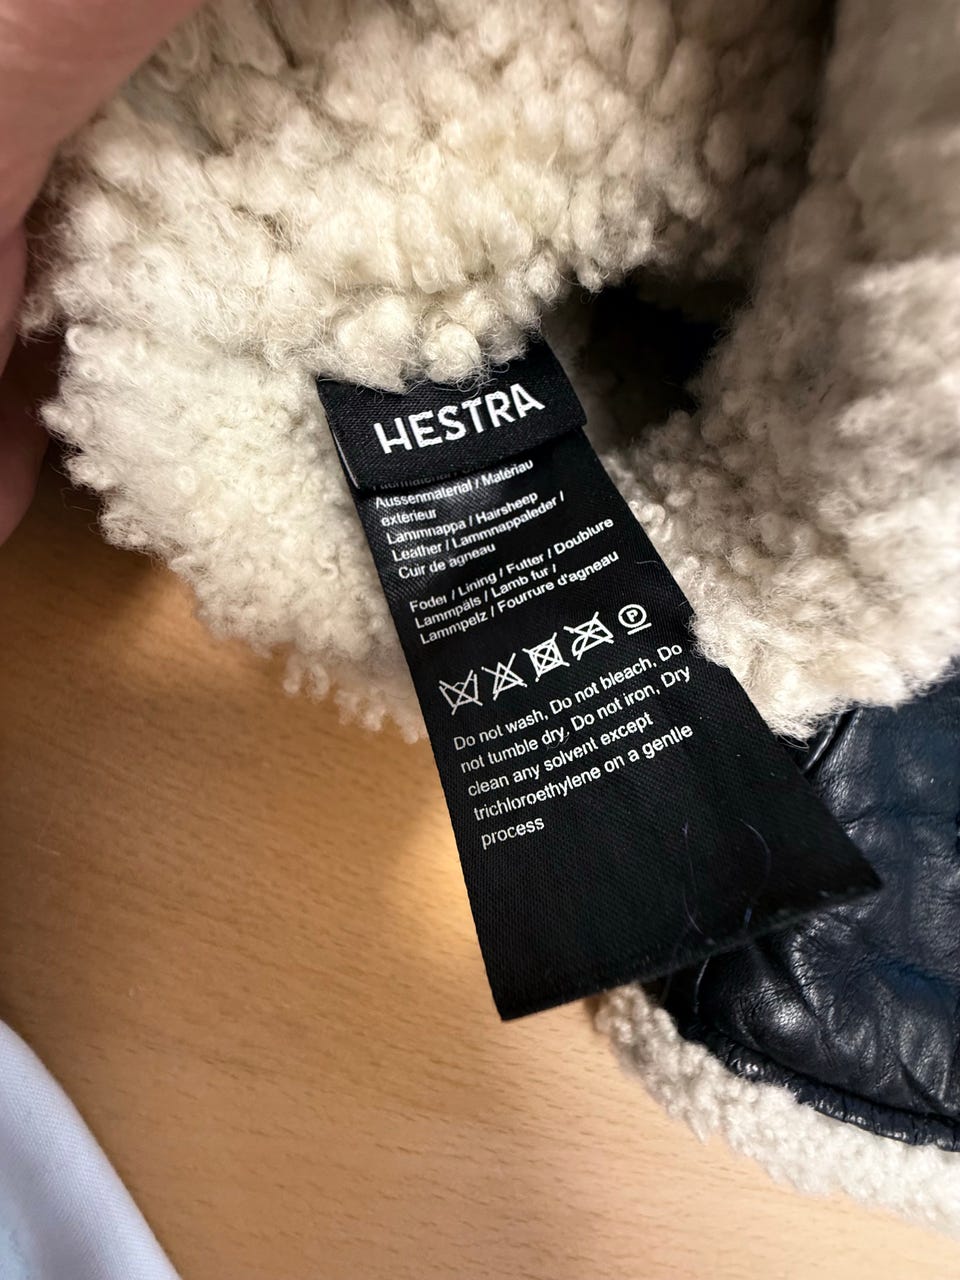 HESTRA
Aussenmaterial / Matériau
extérieur
Lammnappa / Hairsheep
Leather / Lammnappaleder /
Cuir de agneau
Foder / Lining / Futter / Doublure
Lammpäls / Lamb fur /
Lammpelz / Fourrure d'agneau
P
Do not wash, Do not bleach, Do
not tumble dry, Do not iron, Dry
clean any solvent except
trichloroethylene on a gentle
process